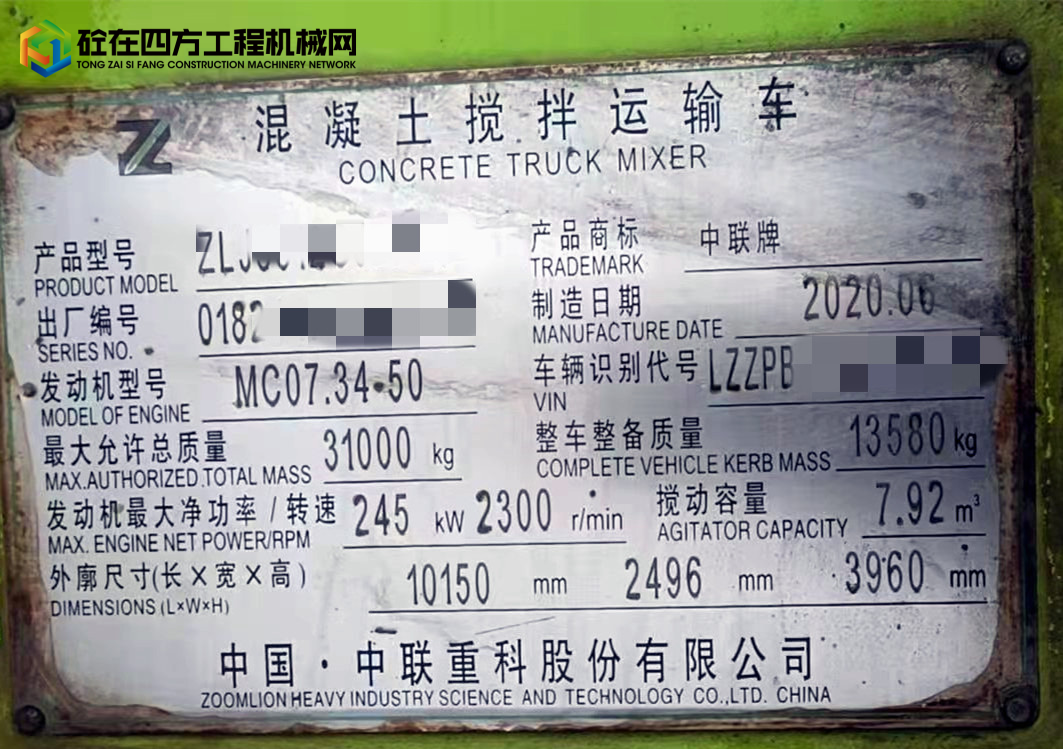 砼在四方工程机械网
TONG ZAI SI FANG CONSTRUCTION MACHINERY NETWORK
混凝土搅拌运输车
CONCRETE TRUCK MIXER
产品型号 ZLJ
PRODUCT MODEL
产品商标 中联牌
TRADEMARK
出厂编号 0182
SERIES NO.
制造日期 2020.06
MANUFACTURE DATE
发动机型号 MC07.34-50
MODEL OF ENGINE
车辆识别代号 LZZPB
VIN
最大允许总质量 31000 kg
MAX.AUTHORIZED.TOTAL MASS
整车整备质量 13580 kg
COMPLETE VEHICLE KERB MASS
发动机最大净功率/转速 245 kW 2300 r/min
MAX. ENGINE NET POWER/RPM
搅动容量 7.92 m³
AGITATOR CAPACITY
外廓尺寸(长×宽×高) 10150 mm 2496 mm 3960 mm
DIMENSIONS (L×W×H)
中国·中联重科股份有限公司
ZOOMLION HEAVY INDUSTRY SCIENCE AND TECHNOLOGY CO.,LTD. CHINA